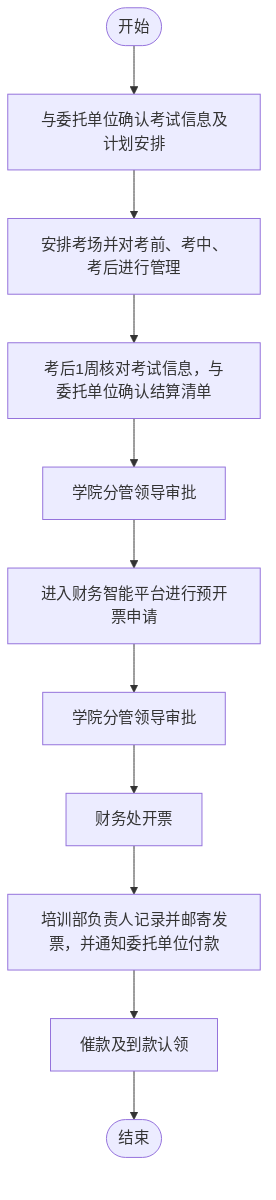 开始
与委托单位确认考试信息及
计划安排
安排考场并对考前、考中、
考后进行管理
考后1周核对考试信息，与
委托单位确认结算清单
学院分管领导审批
进入财务智能平台进行预开
票申请
学院分管领导审批
财务处开票
培训部负责人记录并邮寄发
票，并通知委托单位付款
催款及到款认领
结束